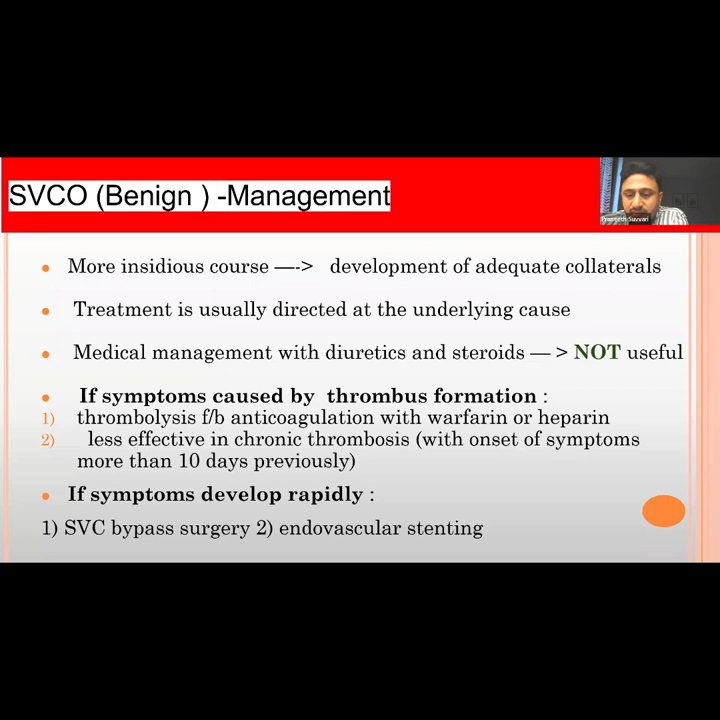 SVCO (Benign ) -Management
Pramath Suvvari
• More insidious course —-> development of adequate collaterals
• Treatment is usually directed at the underlying cause
• Medical management with diuretics and steroids — > NOT useful
• If symptoms caused by thrombus formation :
1) thrombolysis f/b anticoagulation with warfarin or heparin
2) less effective in chronic thrombosis (with onset of symptoms
more than 10 days previously)
• If symptoms develop rapidly :
1) SVC bypass surgery 2) endovascular stenting